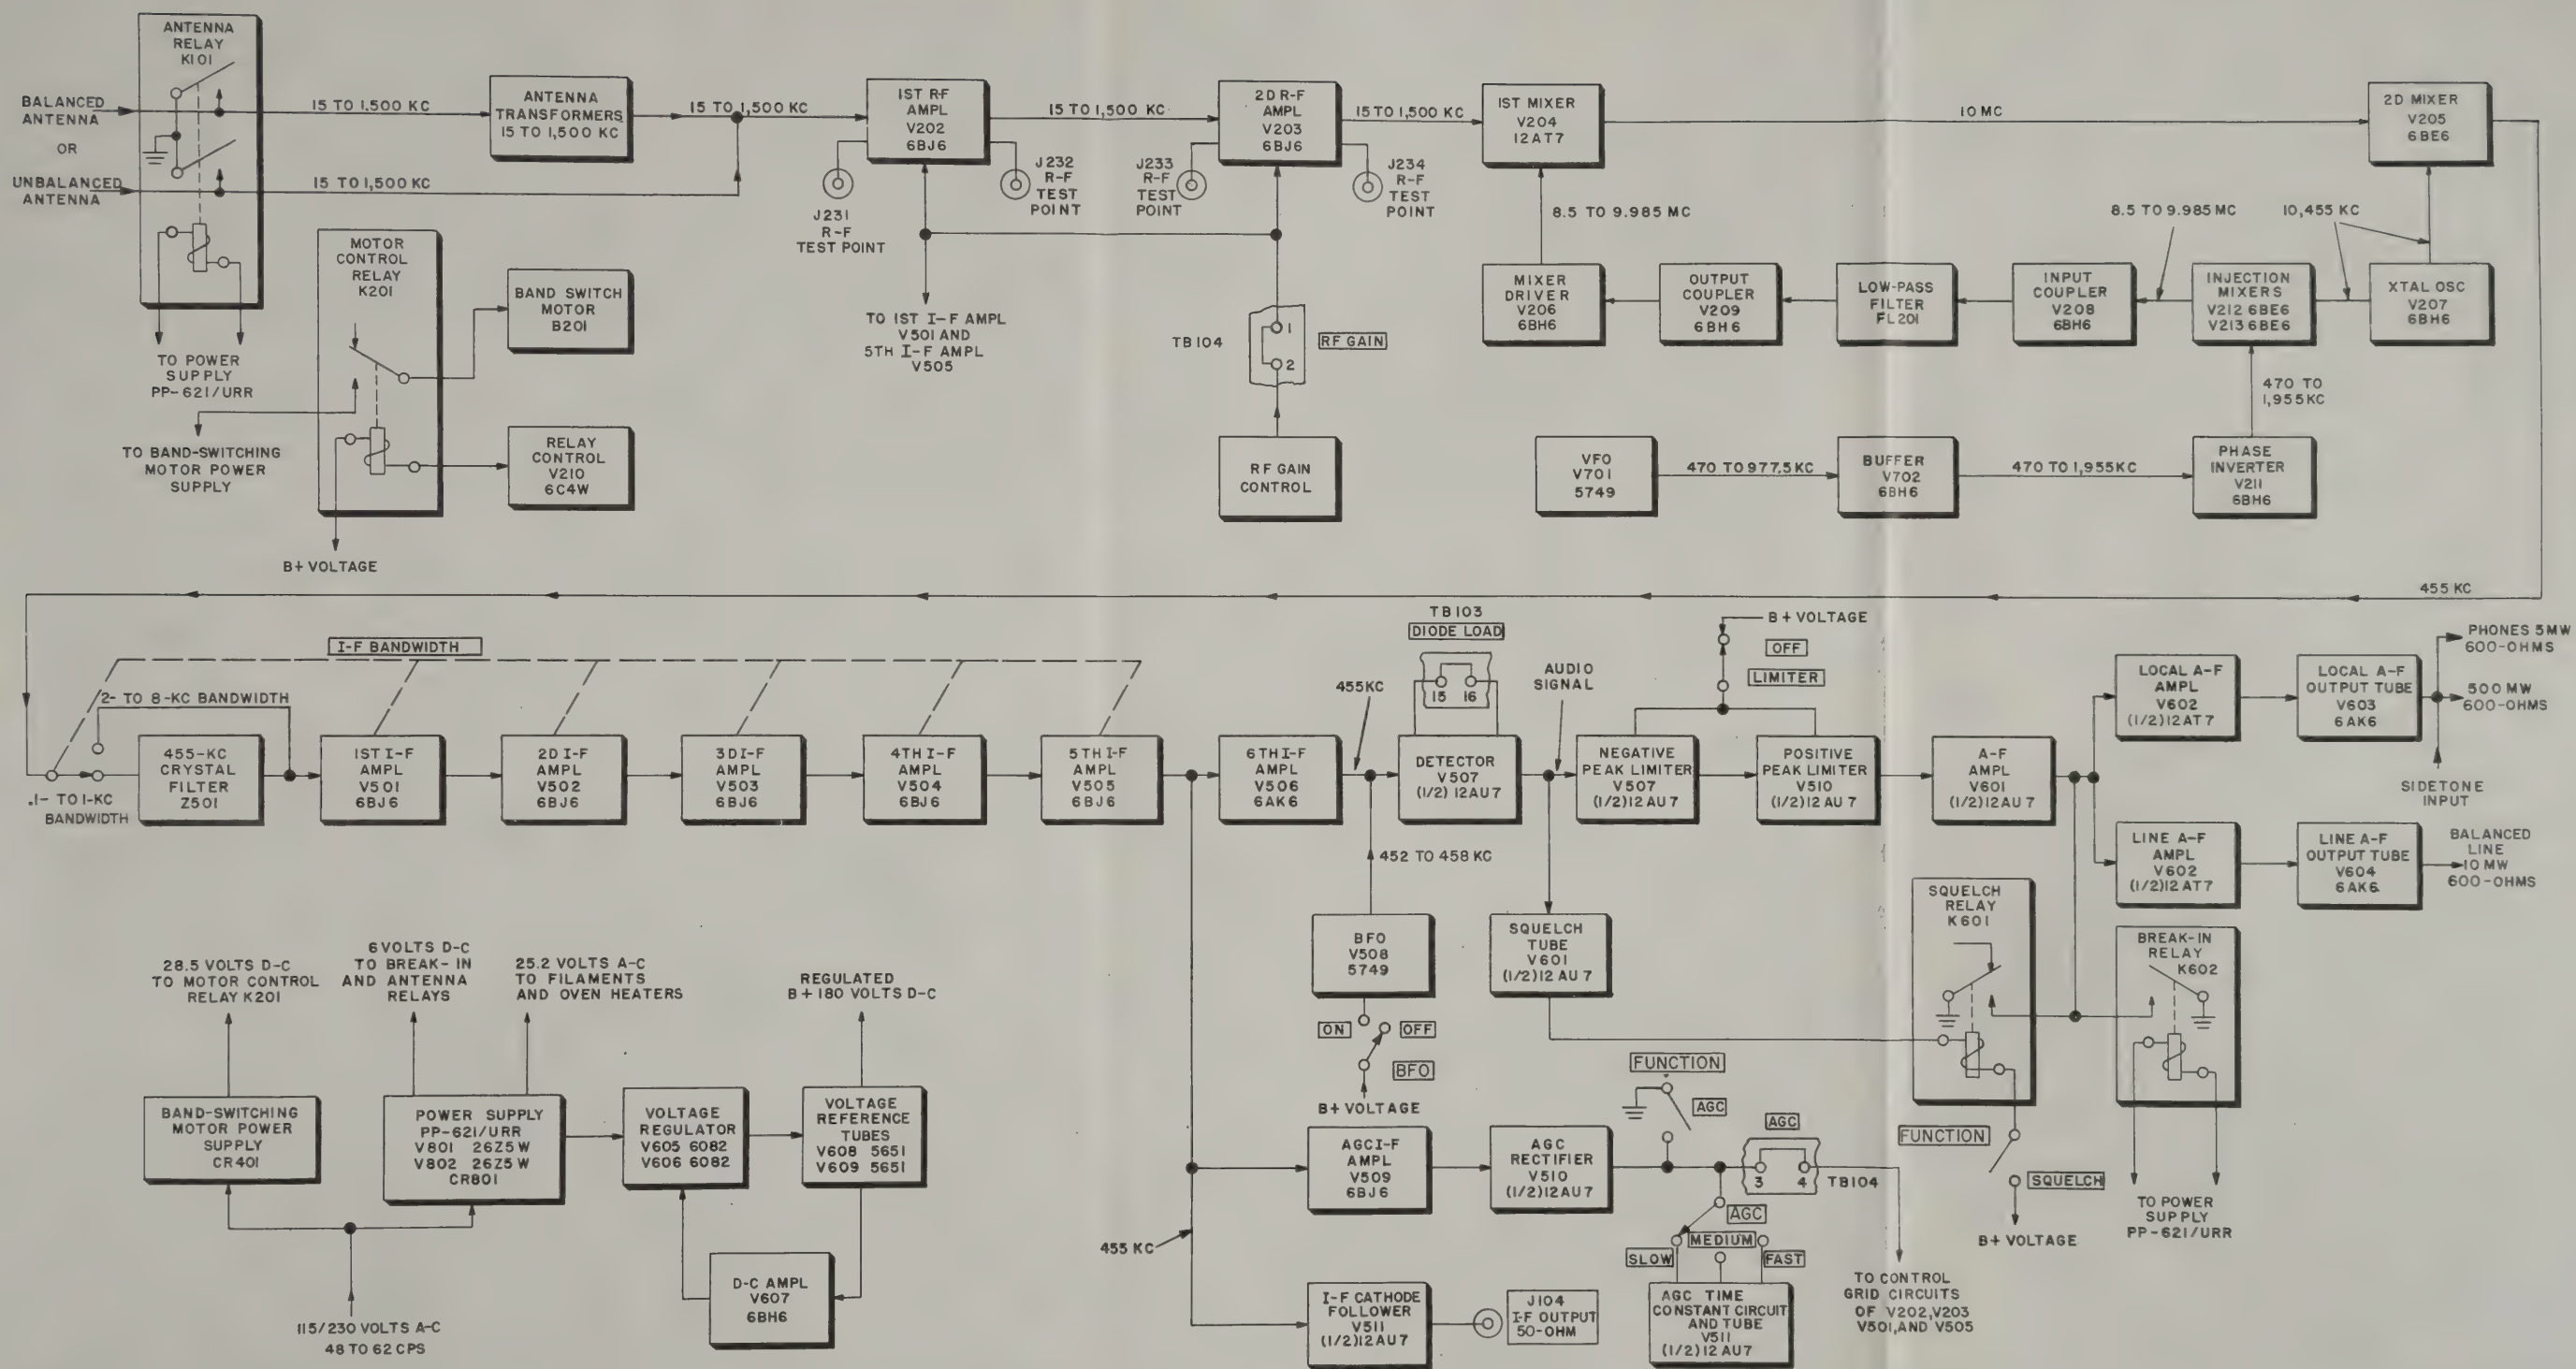 ANTENNA
RELAY
K101
BALANCED
ANTENNA
OR
UNBALANCED
ANTENNA
15 TO 1,500 KC
15 TO 1,500 KC
ANTENNA
TRANSFORMERS
15 TO 1,500 KC
15 TO 1,500 KC
1ST RF
AMPL
V202
6BJ6
15 TO 1,500 KC
2D R-F
AMPL
V203
6BJ6
15 TO 1,500 KC
1ST MIXER
V204
12AT7
10 MC
2D MIXER
V205
6BE6
J231
R-F
TEST POINT
J232
R-F
TEST
POINT
J233
R-F
TEST
POINT
J234
R-F
TEST
POINT
TO POWER
SUPPLY
PP-621/URR
MOTOR
CONTROL
RELAY
K201
BAND SWITCH
MOTOR
B201
RELAY
CONTROL
V210
6C4W
TO BAND-SWITCHING
MOTOR POWER
SUPPLY
B+ VOLTAGE
TO 1ST I-F AMPL
V501 AND
5TH I-F AMPL
V505
TB104
1
2
RF GAIN
RF GAIN
CONTROL
8.5 TO 9.985 MC
8.5 TO 9.985 MC
10,455 KC
MIXER
DRIVER
V206
6BH6
OUTPUT
COUPLER
V209
6BH6
LOW-PASS
FILTER
FL201
INPUT
COUPLER
V208
6BH6
INJECTION
MIXERS
V212 6BE6
V213 6BE6
XTAL OSC
V207
6BH6
470 TO
1,955KC
VFO
V701
5749
470 TO 977.5KC
BUFFER
V702
6BH6
470 TO 1,955KC
PHASE
INVERTER
V211
6BH6
455 KC
I-F BANDWIDTH
2- TO 8-KC BANDWIDTH
.1- TO 1-KC
BANDWIDTH
455-KC
CRYSTAL
FILTER
Z501
1ST I-F
AMPL
V501
6BJ6
2D I-F
AMPL
V502
6BJ6
3D I-F
AMPL
V503
6BJ6
4TH I-F
AMPL
V504
6BJ6
5TH I-F
AMPL
V505
6BJ6
6TH I-F
AMPL
V506
6AK6
455KC
TB103
DIODE LOAD
15 16
DETECTOR
V507
(1/2) 12AU7
AUDIO
SIGNAL
B+ VOLTAGE
OFF
LIMITER
NEGATIVE
PEAK LIMITER
V507
(1/2)12AU7
POSITIVE
PEAK LIMITER
V510
(1/2)12AU7
A-F
AMPL
V601
(1/2)12AU7
LOCAL A-F
AMPL
V602
(1/2)12AT7
LOCAL A-F
OUTPUT TUBE
V603
6AK6
PHONES 5MW
600-OHMS
500 MW
600-OHMS
SIDETONE
INPUT
LINE A-F
AMPL
V602
(1/2)12AT7
LINE A-F
OUTPUT TUBE
V604
6AK6
BALANCED
LINE
10 MW
600-OHMS
452 TO 458 KC
BFO
V508
5749
ON
OFF
BFO
B+ VOLTAGE
SQUELCH
TUBE
V601
(1/2)12AU7
SQUELCH
RELAY
K601
BREAK-IN
RELAY
K602
FUNCTION
SQUELCH
B+ VOLTAGE
TO POWER
SUPPLY
PP-621/URR
28.5 VOLTS D-C
TO MOTOR CONTROL
RELAY K201
6 VOLTS D-C
TO BREAK-IN
AND ANTENNA
RELAYS
25.2 VOLTS A-C
TO FILAMENTS
AND OVEN HEATERS
REGULATED
B+180 VOLTS D-C
BAND-SWITCHING
MOTOR POWER
SUPPLY
CR401
POWER SUPPLY
PP-621/URR
V801 26Z5W
V802 26Z5W
CR801
VOLTAGE
REGULATOR
V605 6082
V606 6082
VOLTAGE
REFERENCE
TUBES
V608 5651
V609 5651
D-C AMPL
V607
6BH6
115/230 VOLTS A-C
48 TO 62 CPS
455 KC
AGC I-F
AMPL
V509
6BJ6
AGC
RECTIFIER
V510
(1/2)12AU7
FUNCTION
AGC
AGC
3 4
TB104
AGC
SLOW
MEDIUM
FAST
AGC TIME
CONSTANT CIRCUIT
AND TUBE
V511
(1/2)12AU7
I-F CATHODE
FOLLOWER
V511
(1/2)12AU7
J104
I-F OUTPUT
50-OHM
TO CONTROL
GRID CIRCUITS
OF V202,V203
V501,AND V505